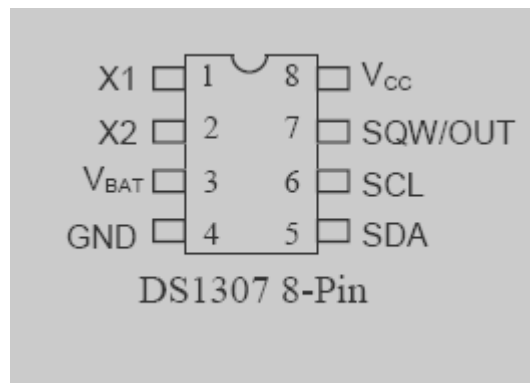 X1 1 8 Vcc
X2 2 7 SQW/OUT
VBAT 3 6 SCL
GND 4 5 SDA
DS1307 8-Pin